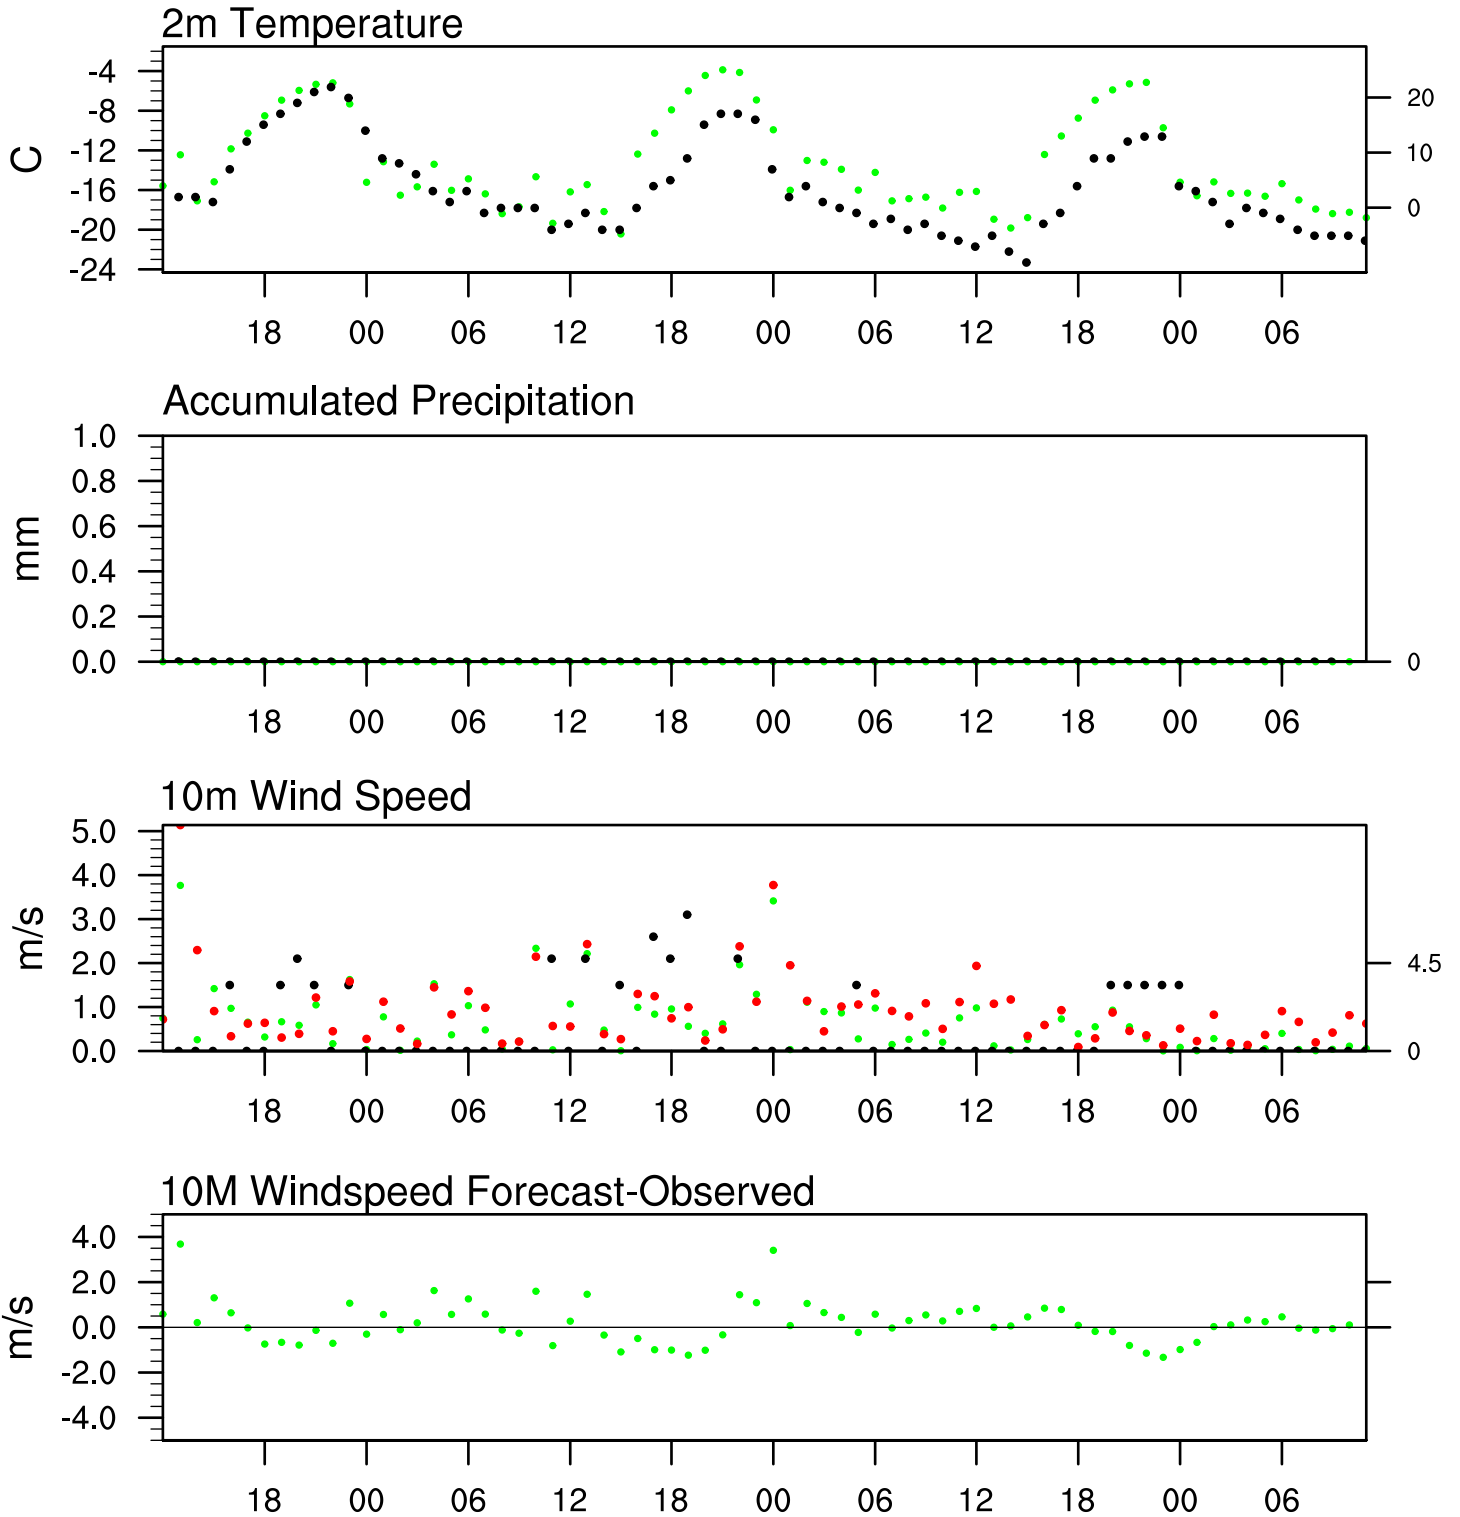 2m Temperature
-4
-8
-12
-16
-20
-24
C
20
10
0
18 00 06 12 18 00 06 12 18 00 06
Accumulated Precipitation
1.0
0.8
0.6
0.4
0.2
0.0
mm
0
18 00 06 12 18 00 06 12 18 00 06
10m Wind Speed
5.0
4.0
3.0
2.0
1.0
0.0
m/s
4.5
0
18 00 06 12 18 00 06 12 18 00 06
10M Windspeed Forecast-Observed
4.0
2.0
0.0
-2.0
-4.0
m/s
18 00 06 12 18 00 06 12 18 00 06